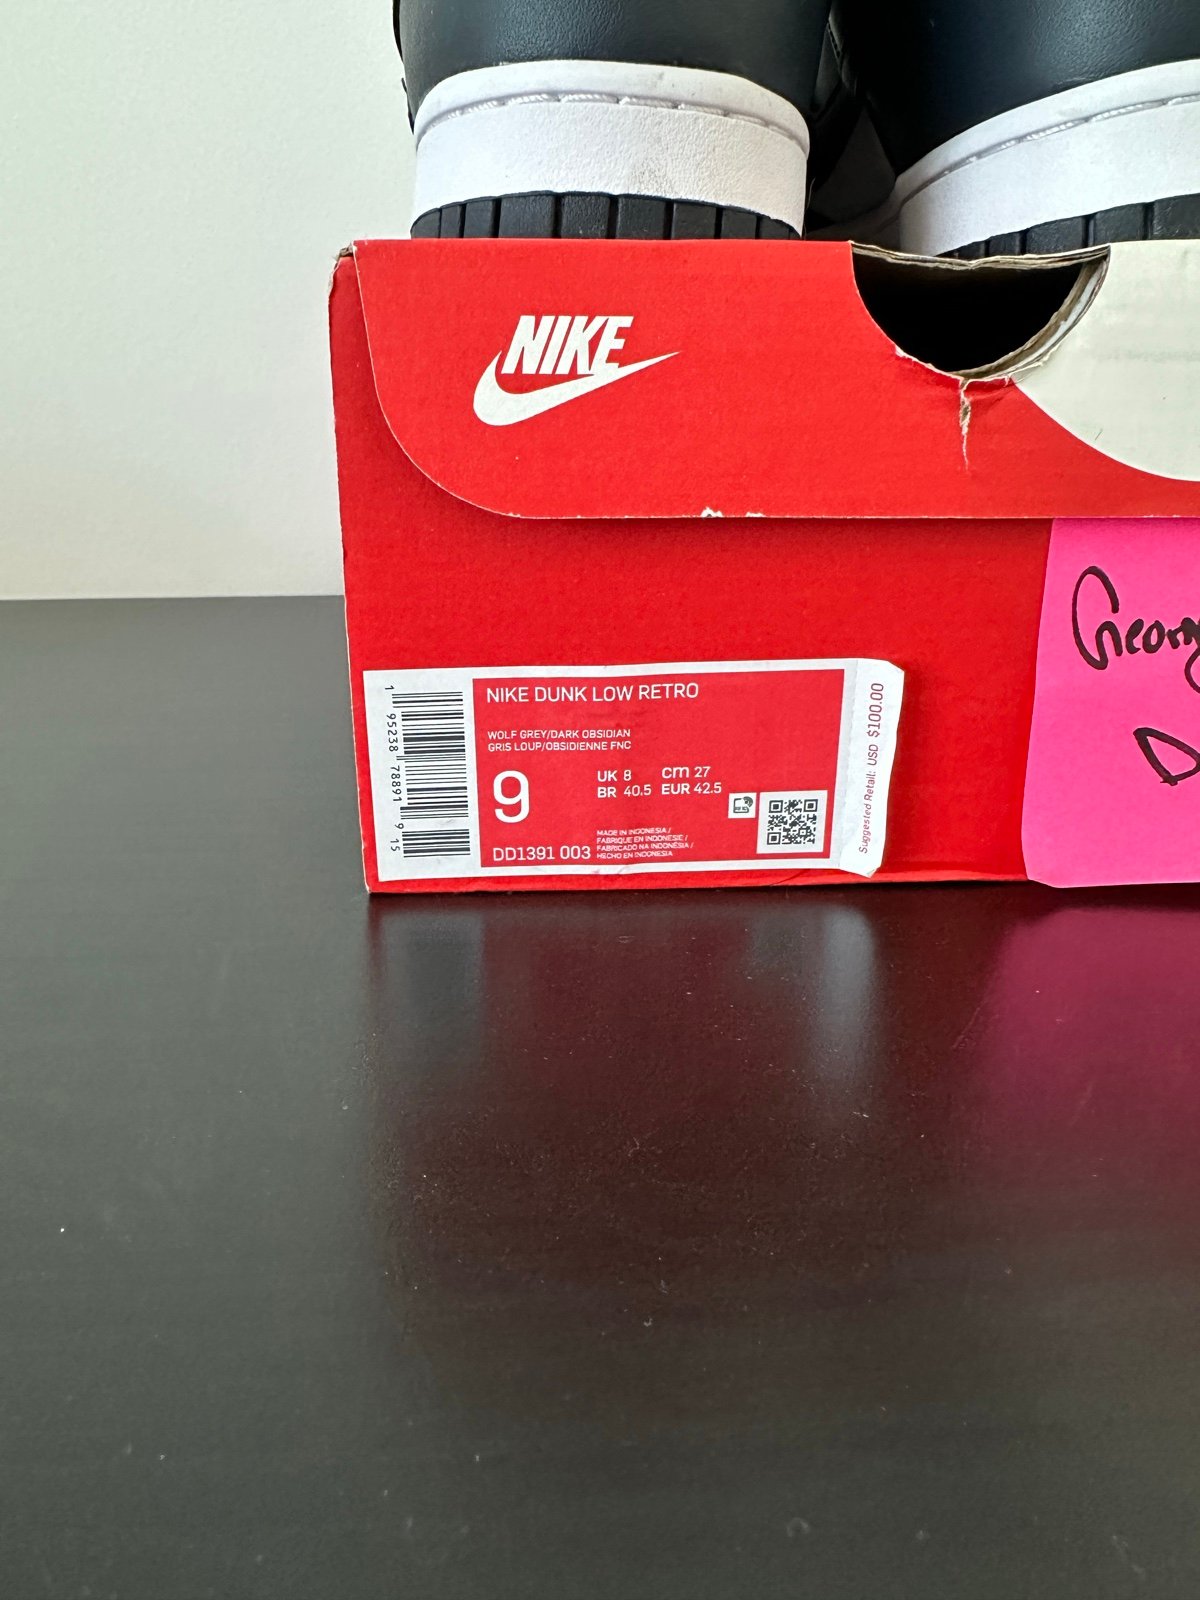 NIKE
Georg
D
NIKE DUNK LOW RETRO
WOLF GREY/DARK OBSIDIAN
GRIS LOUP/OBSIDIENNE FNC
9
UK 8 cm 27
BR 40.5 EUR 42.5
DD1391 003
MADE IN INDONESIA /
FABRIQUE EN INDONESIE /
FABRICADO NA INDONÉSIA /
HECHO EN INDONESIA
Suggested Retail: USD $100.00
1 95238 78891 9 15